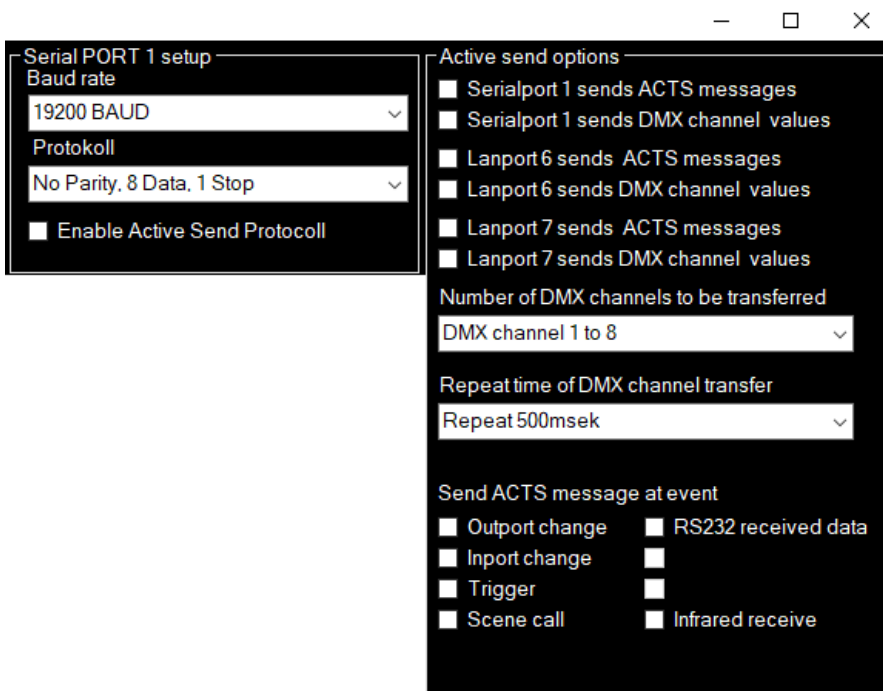 Serial PORT 1 setup
Baud rate
19200 BAUD
Protokoll
No Parity, 8 Data, 1 Stop
Enable Active Send Protocoll
Active send options
Serialport 1 sends ACTS messages
Serialport 1 sends DMX channel values
Lanport 6 sends ACTS messages
Lanport 6 sends DMX channel values
Lanport 7 sends ACTS messages
Lanport 7 sends DMX channel values
Number of DMX channels to be transferred
DMX channel 1 to 8
Repeat time of DMX channel transfer
Repeat 500msek
Send ACTS message at event
Outport change RS232 received data
Inport change
Trigger
Scene call Infrared receive